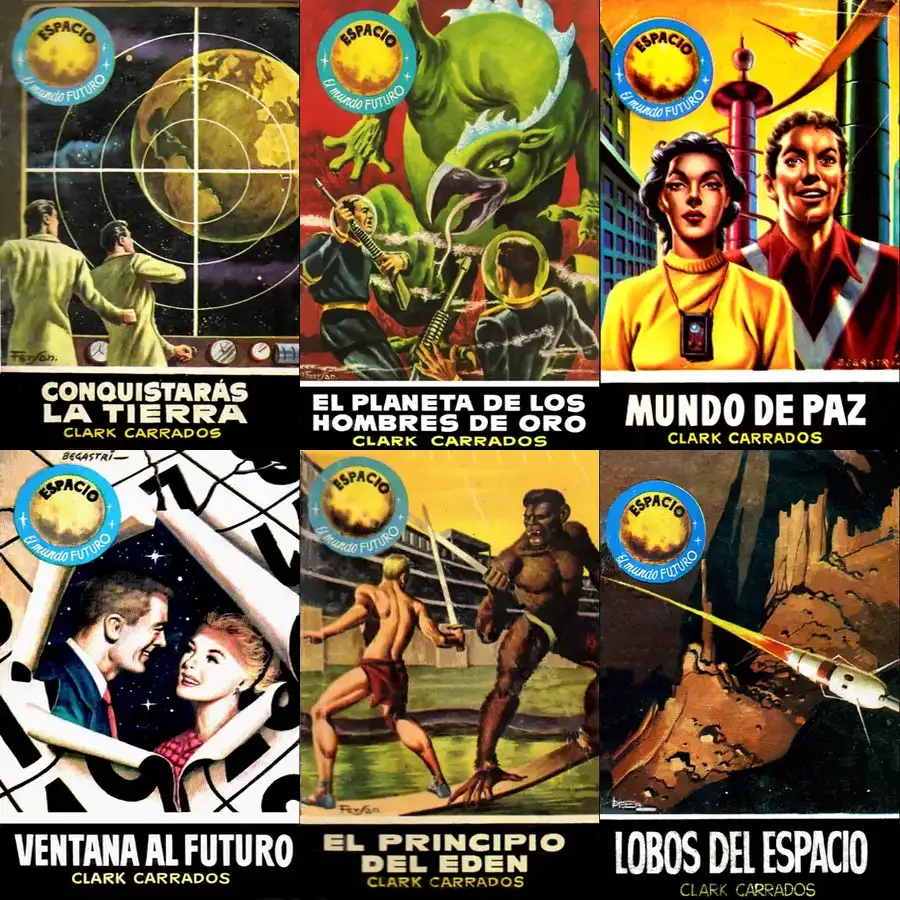 ESPACIO
El mundo FUTURO
Ferfán.
CONQUISTARÁS
LA TIERRA
CLARK CARRADOS
ESPACIO
El mundo FUTURO
EL PLANETA DE LOS
HOMBRES DE ORO
CLARK CARRADOS
ESPACIO
El mundo FUTURO
MUNDO DE PAZ
CLARK CARRADOS
BEGASTRI
ESPACIO
El mundo FUTURO
VENTANA AL FUTURO
CLARK CARRADOS
ESPACIO
El mundo FUTURO
EL PRINCIPIO
DEL EDEN
CLARK CARRADOS
ESPACIO
El mundo FUTURO
LOBOS DEL ESPACIO
CLARK CARRADOS